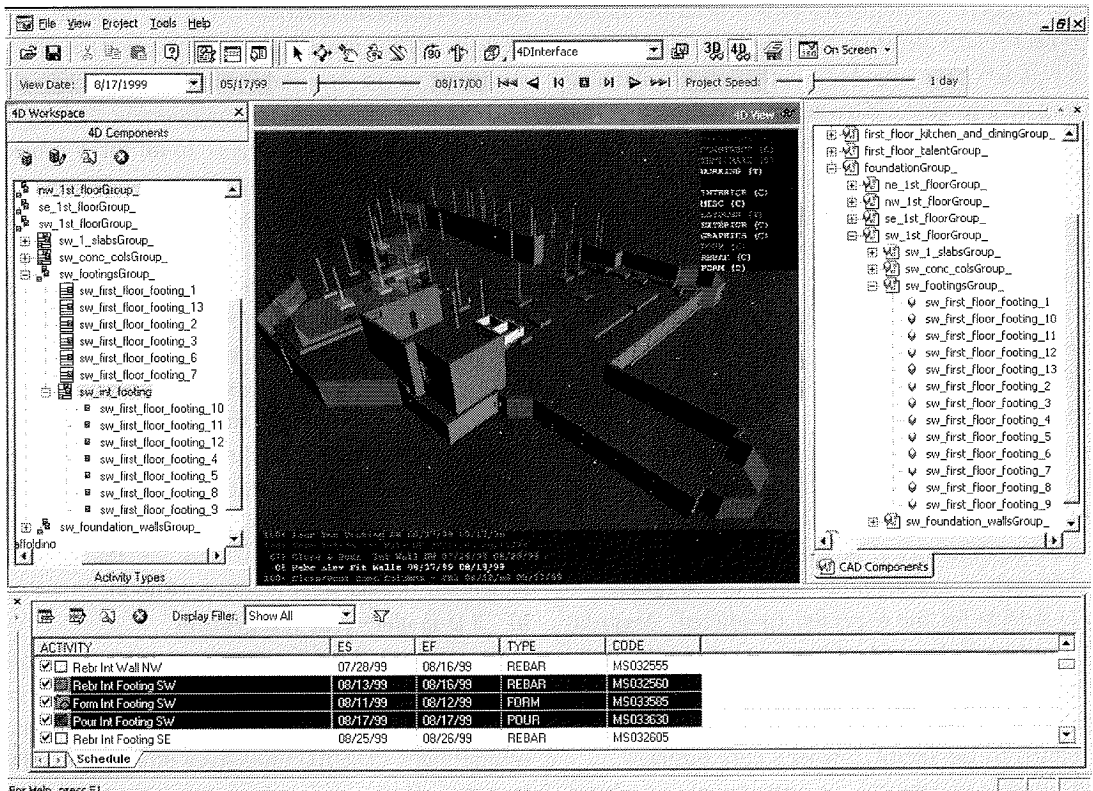 File View Project Tools Help
4DInterface 3D 4D On Screen
View Date: 8/17/1999 05/17/99 08/17/00 Project Speed: 1 day
4D Workspace
4D Components
nw_1st_floorGroup_
se_1st_floorGroup_
sw_1st_floorGroup_
sw_1_slabsGroup_
sw_conc_colsGroup_
sw_footingsGroup_
sw_first_floor_footing_1
sw_first_floor_footing_13
sw_first_floor_footing_2
sw_first_floor_footing_3
sw_first_floor_footing_6
sw_first_floor_footing_7
sw_int_footing
sw_first_floor_footing_10
sw_first_floor_footing_11
sw_first_floor_footing_12
sw_first_floor_footing_4
sw_first_floor_footing_5
sw_first_floor_footing_8
sw_first_floor_footing_9
sw_foundation_wallsGroup_
affolding
Activity Types
4D View
WORKING (T)
INTERIOR (C)
MISC (C)
EXTERIOR (C)
GRAPHICS (C)
REBAR (C)
FORM (C)
first_floor_kitchen_and_diningGroup_
first_floor_talentGroup_
foundationGroup_
ne_1st_floorGroup_
nw_1st_floorGroup_
se_1st_floorGroup_
sw_1st_floorGroup_
sw_1_slabsGroup_
sw_conc_colsGroup_
sw_footingsGroup_
sw_first_floor_footing_1
sw_first_floor_footing_10
sw_first_floor_footing_11
sw_first_floor_footing_12
sw_first_floor_footing_13
sw_first_floor_footing_2
sw_first_floor_footing_3
sw_first_floor_footing_4
sw_first_floor_footing_5
sw_first_floor_footing_6
sw_first_floor_footing_7
sw_first_floor_footing_8
sw_first_floor_footing_9
sw_foundation_wallsGroup_
CAD Components
Display Filter: Show All
ACTIVITY ES EF TYPE CODE
Rebr Int Wall NW 07/28/99 08/16/99 REBAR MS032555
Rebr Int Footing SW 08/13/99 08/16/99 REBAR MS032560
Form Int Footing SW 08/11/99 08/12/99 FORM MS033585
Pour Int Footing SW 08/17/99 08/17/99 POUR MS033630
Rebr Int Footing SE 08/25/99 08/26/99 REBAR MS032605
Schedule
For Help, press F1